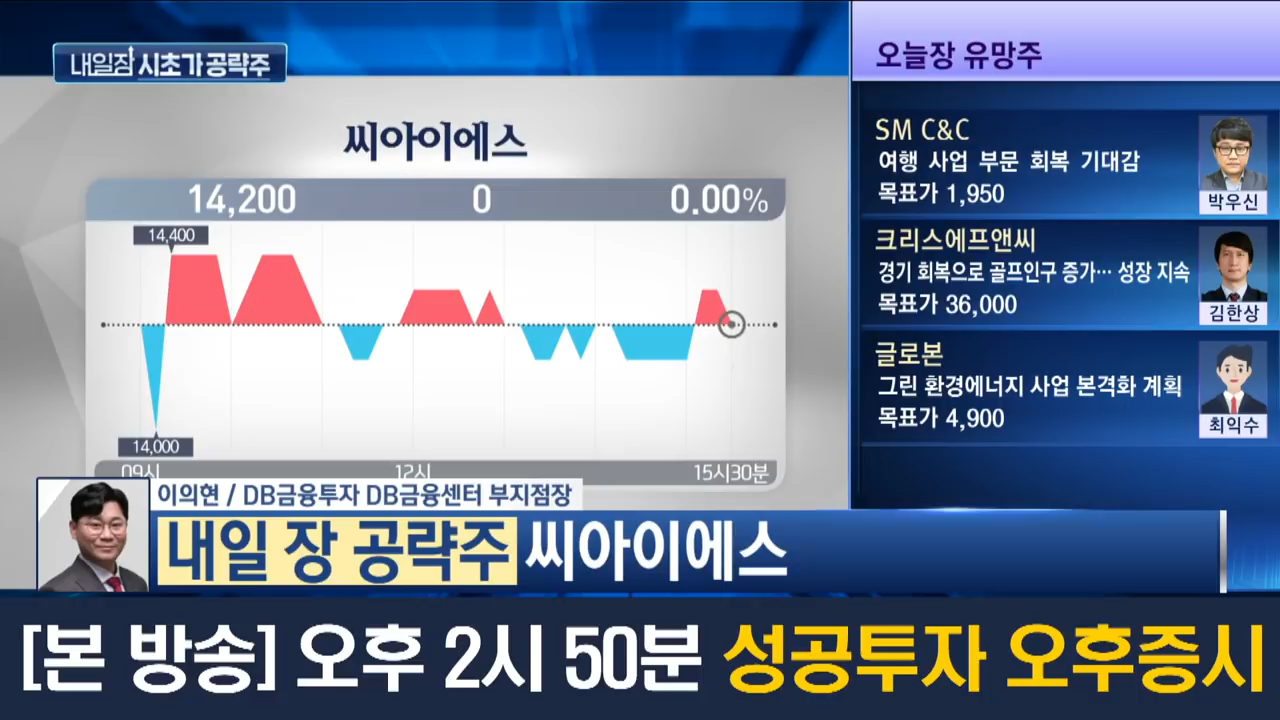 내일장 시초가 공략주
씨아이에스
14,200 0 0.00%
14,400
14,000
09시 12시 15시30분
오늘장 유망주
SM C&C
여행 사업 부문 회복 기대감
목표가 1,950
박우신
크리스에프앤씨
경기 회복으로 골프인구 증가… 성장 지속
목표가 36,000
김한상
글로본
그린 환경에너지 사업 본격화 계획
목표가 4,900
최익수
이의현 / DB금융투자 DB금융센터 부지점장
내일 장 공략주 씨아이에스
[본 방송] 오후 2시 50분 성공투자 오후증시